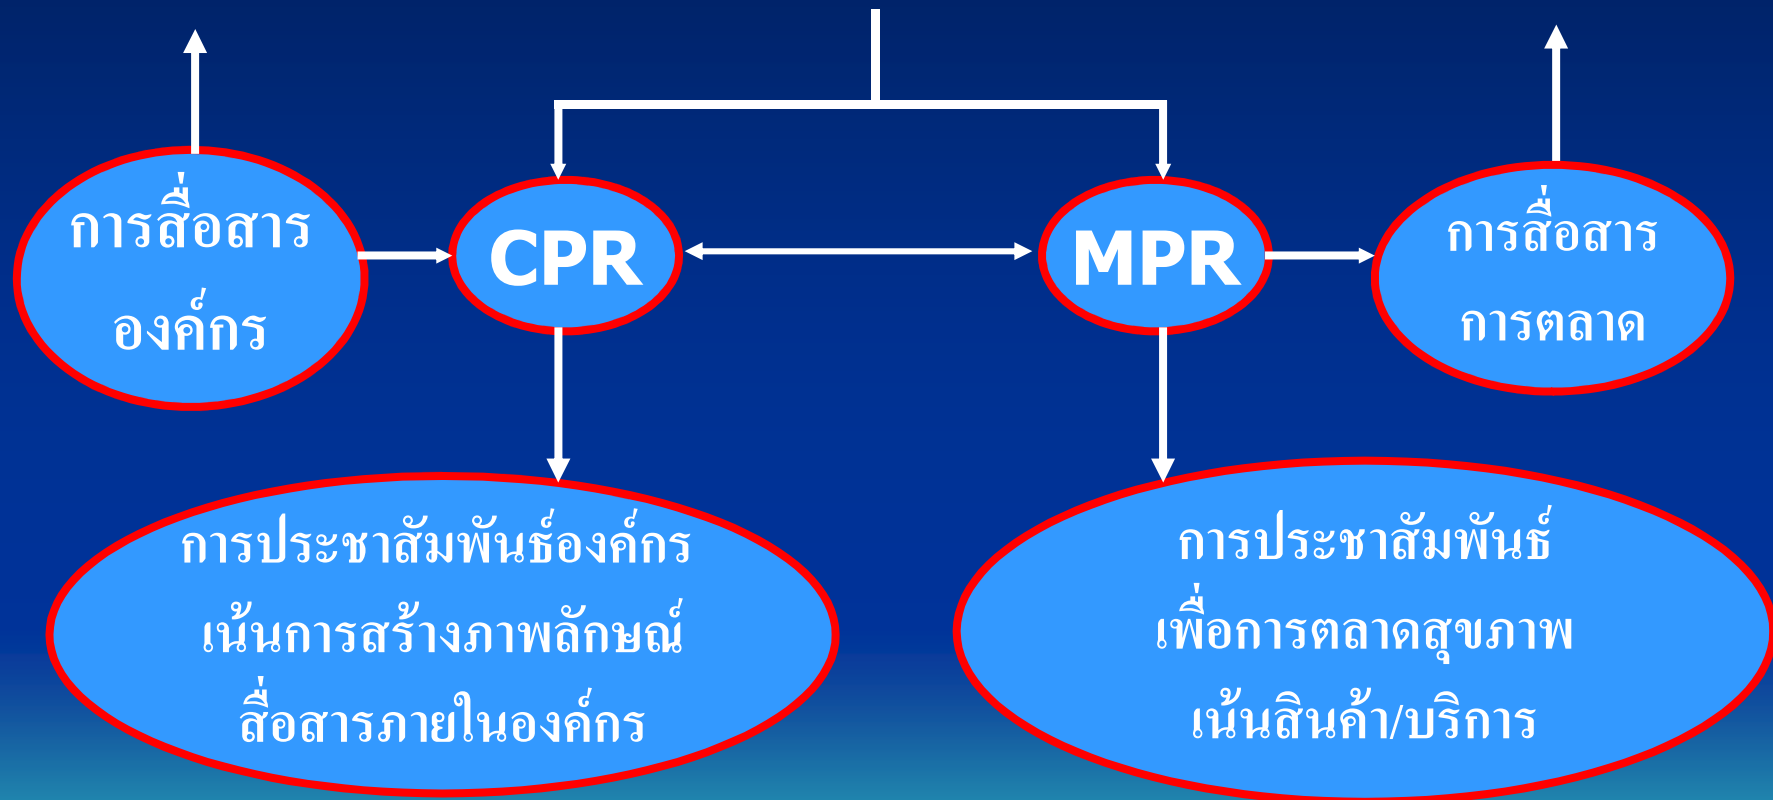 การสื่อสาร
องค์กร
CPR
MPR
การสื่อสาร
การตลาด
การประชาสัมพันธ์องค์กร
เน้นการสร้างภาพลักษณ์
สื่อสารภายในองค์กร
การประชาสัมพันธ์
เพื่อการตลาดสุขภาพ
เน้นสินค้า/บริการ